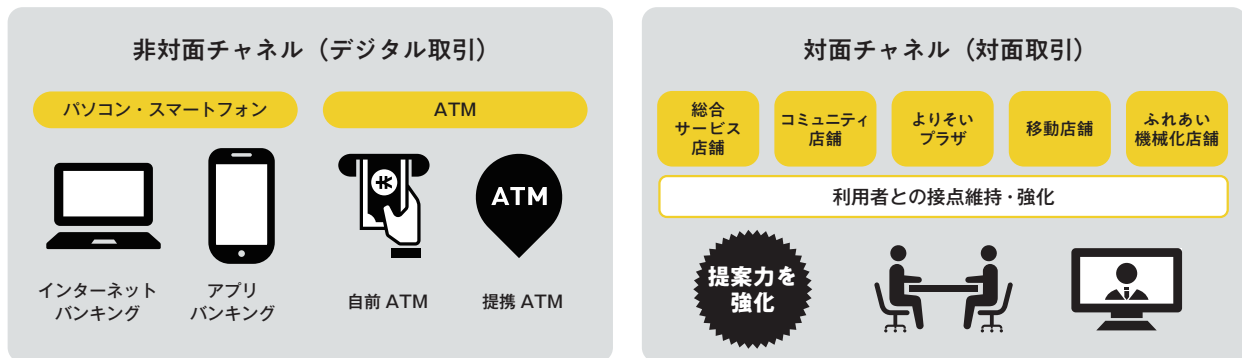 非対面チャネル（デジタル取引）
パソコン・スマートフォン
ATM
ATM
インターネット
バンキング
アプリ
バンキング
自前 ATM
提携 ATM
対面チャネル（対面取引）
総合
サービス
店舗
コミュニティ
店舗
よりそい
プラザ
移動店舗
ふれあい
機械化店舗
利用者との接点維持・強化
提案力を
強化